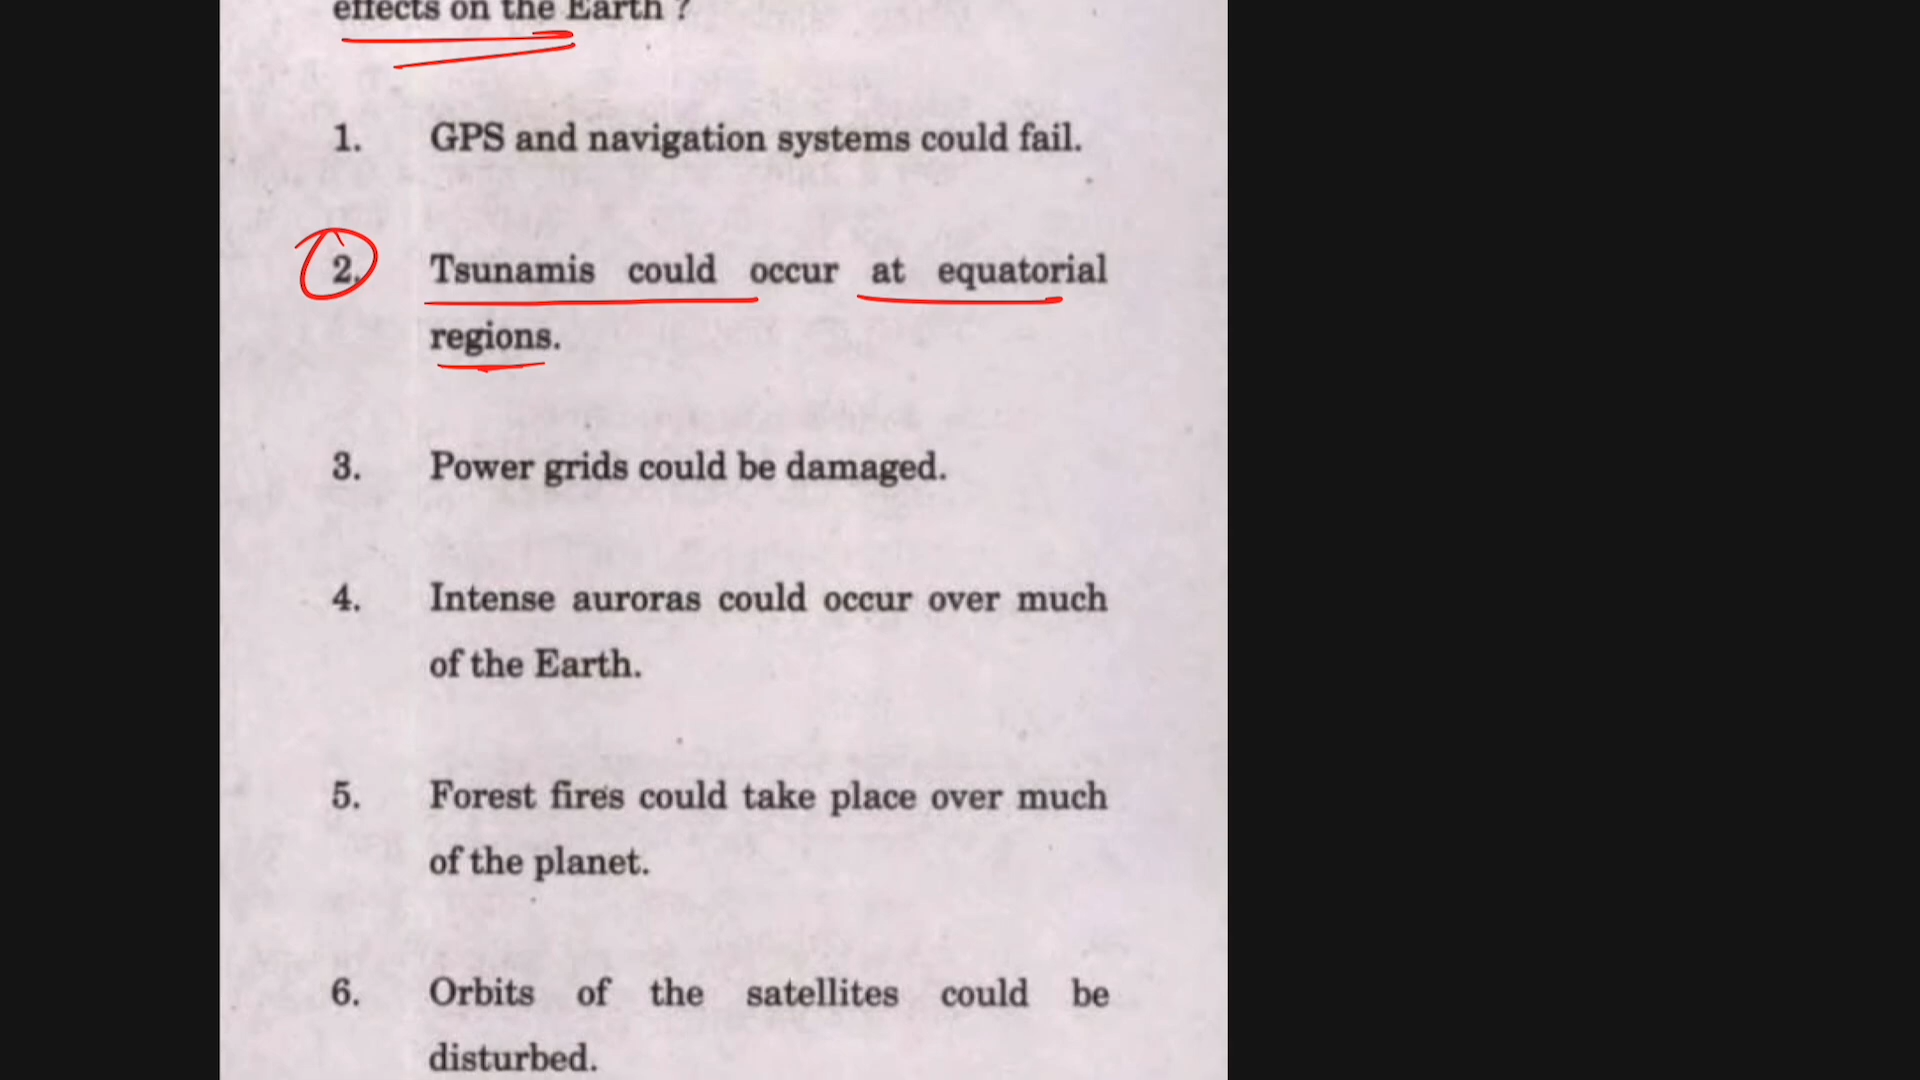 effects on the Earth ?
1. GPS and navigation systems could fail.
2. Tsunamis could occur at equatorial
regions.
3. Power grids could be damaged.
4. Intense auroras could occur over much
of the Earth.
5. Forest fires could take place over much
of the planet.
6. Orbits of the satellites could be
disturbed.